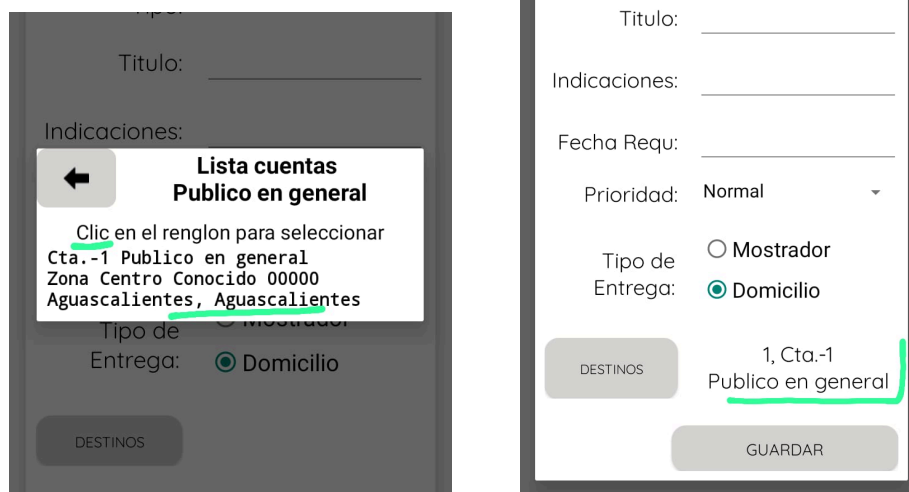 Titulo:
Indicaciones:
Lista cuentas
Publico en general
Clic en el renglon para seleccionar
Cta.-1 Publico en general
Zona Centro Conocido 00000
Aguascalientes, Aguascalientes
Tipo de
Entrega:
Mostrador
Domicilio
DESTINOS
Titulo:
Indicaciones:
Fecha Requ:
Prioridad: Normal
Tipo de
Entrega:
Mostrador
Domicilio
DESTINOS
1, Cta.-1
Publico en general
GUARDAR